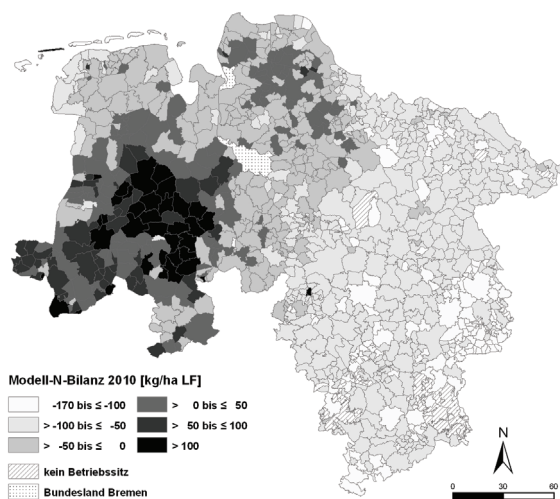 Modell-N-Bilanz 2010 [kg/ha LF]
-170 bis ≤ -100
> 0 bis ≤ 50
> -100 bis ≤ -50
> 50 bis ≤ 100
> -50 bis ≤ 0
> 100
kein Betriebssitz
Bundesland Bremen
N
0 30 60